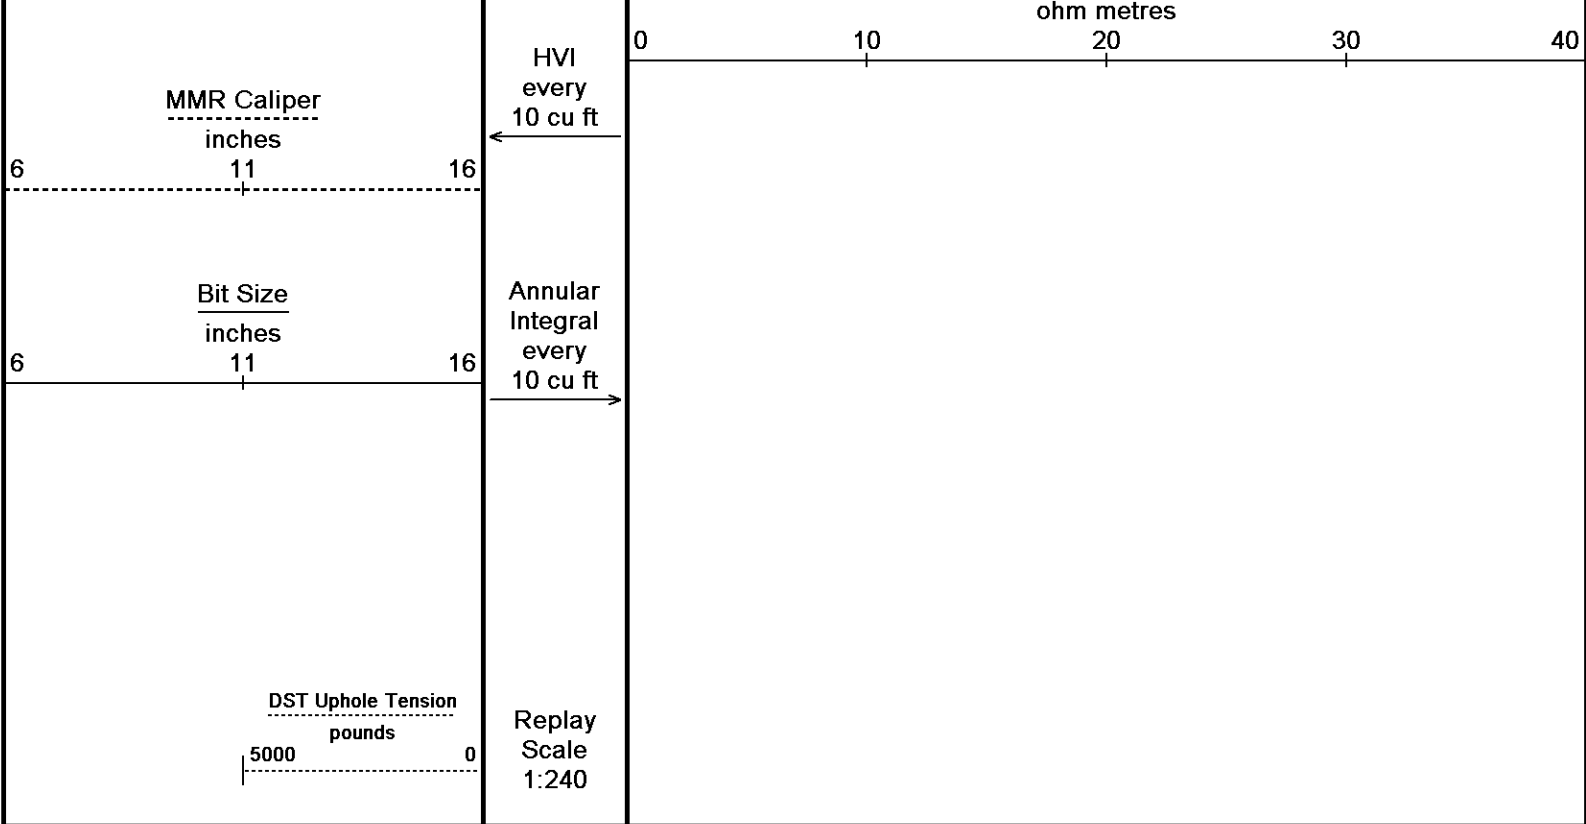 ohm metres
0 10 20 30 40
MMR Caliper
inches
6 11 16
Bit Size
inches
6 11 16
DST Uphole Tension
pounds
5000 0
HVI
every
10 cu ft
Annular
Integral
every
10 cu ft
Replay
Scale
1:240